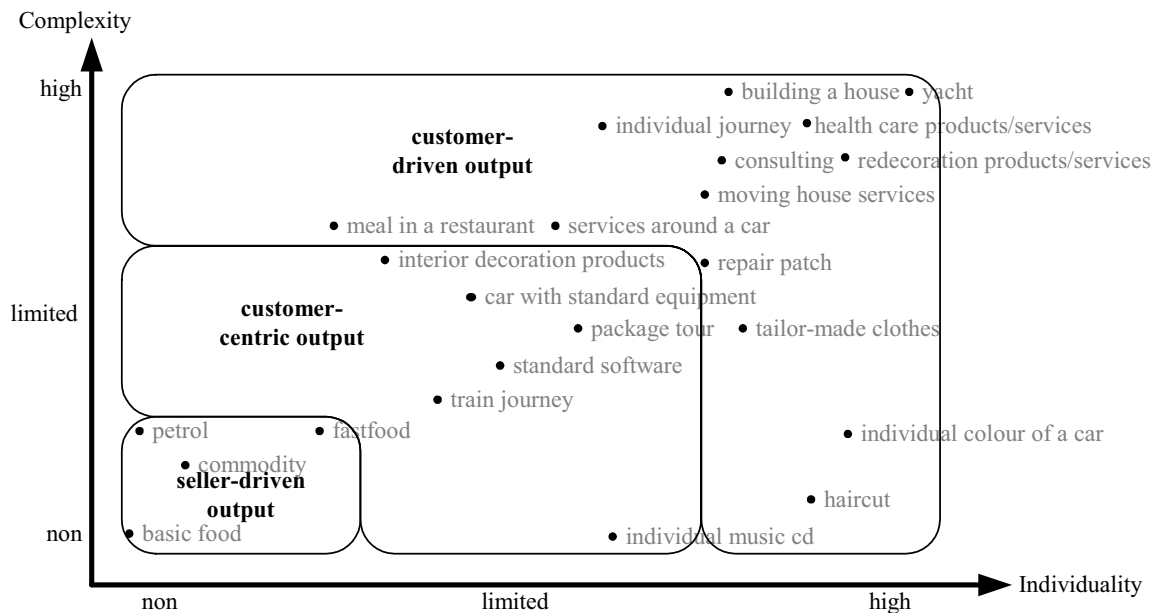 Complexity
high
building a house
yacht
individual journey
health care products/services
customer-
driven output
consulting
redecoration products/services
moving house services
meal in a restaurant
services around a car
interior decoration products
repair patch
car with standard equipment
limited
customer-
centric output
package tour
tailor-made clothes
standard software
train journey
petrol
fastfood
individual colour of a car
commodity
seller-driven
output
haircut
non
basic food
individual music cd
Individuality
non
limited
high